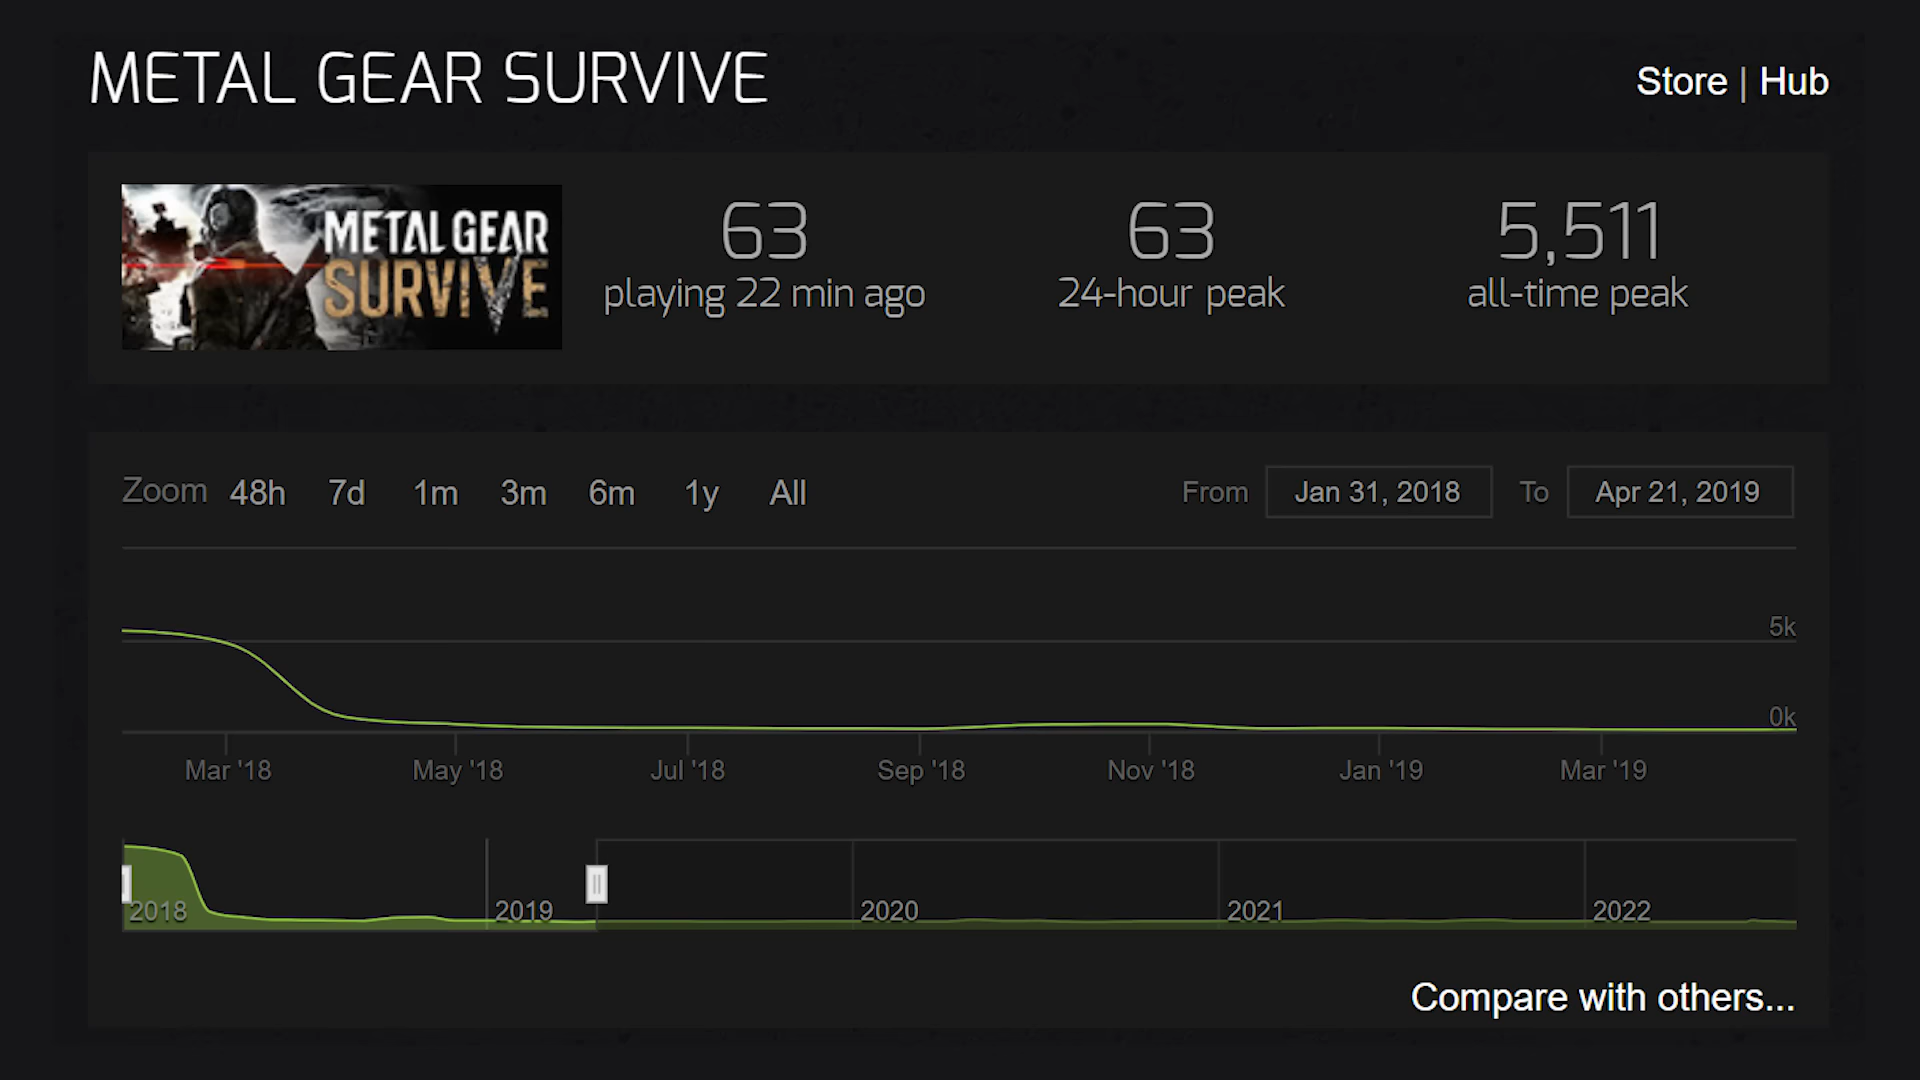 METAL GEAR SURVIVE
Store | Hub
METAL GEAR
SURVIVE
63
playing 22 min ago
63
24-hour peak
5,511
all-time peak
Zoom 48h 7d 1m 3m 6m 1y All
From Jan 31, 2018 To Apr 21, 2019
5k
0k
Mar '18 May '18 Jul '18 Sep '18 Nov '18 Jan '19 Mar '19
2018 2019 2020 2021 2022
Compare with others...